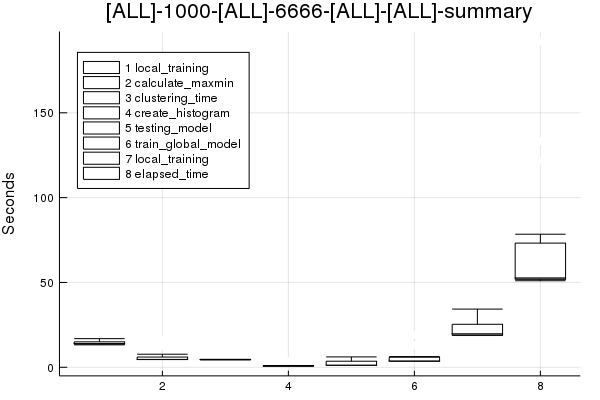 [ALL]-1000-[ALL]-6666-[ALL]-[ALL]-summary
Seconds
150
100
50
0
1 local_training
2 calculate_maxmin
3 clustering_time
4 create_histogram
5 testing_model
6 train_global_model
7 local_training
8 elapsed_time
2
4
6
8